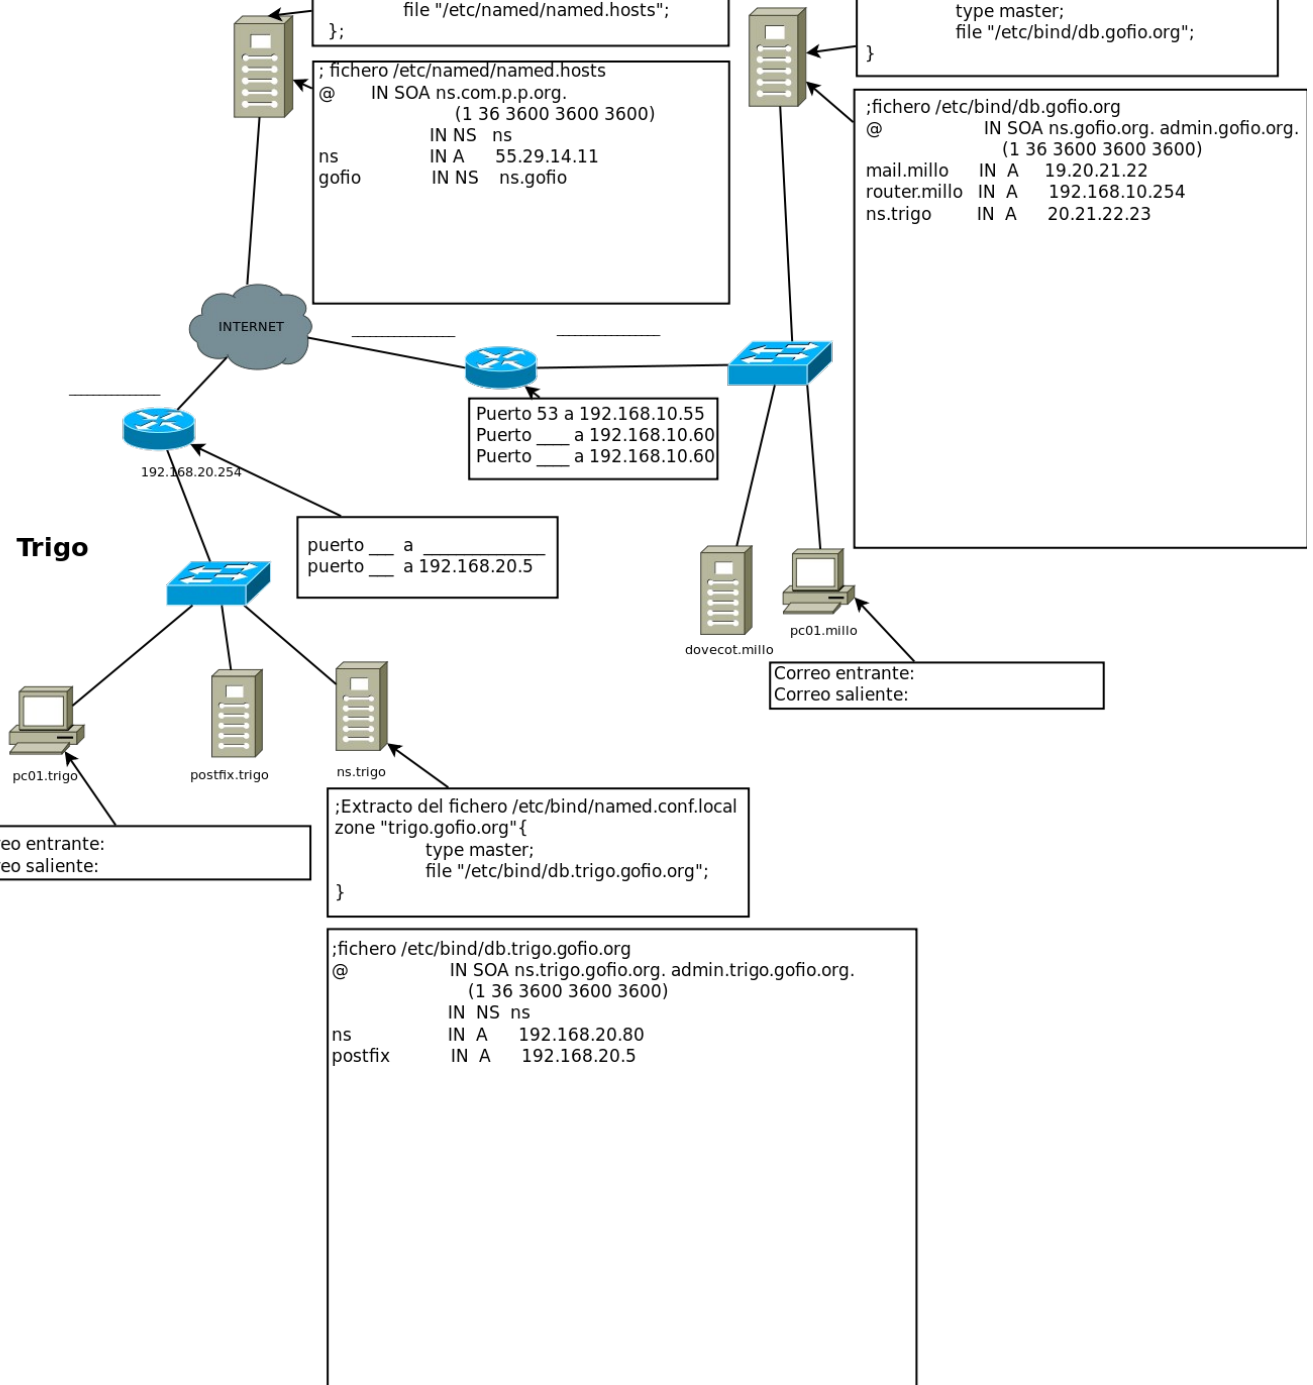 file "/etc/named/named.hosts";
};
; fichero /etc/named/named.hosts
@ IN SOA ns.com.p.p.org.
(1 36 3600 3600 3600)
IN NS ns
ns IN A 55.29.14.11
gofio IN NS ns.gofio
type master;
file "/etc/bind/db.gofio.org";
}
;fichero /etc/bind/db.gofio.org
@ IN SOA ns.gofio.org. admin.gofio.org.
(1 36 3600 3600 3600)
mail.millo IN A 19.20.21.22
router.millo IN A 192.168.10.254
ns.trigo IN A 20.21.22.23
INTERNET
Puerto 53 a 192.168.10.55
Puerto ____ a 192.168.10.60
Puerto ____ a 192.168.10.60
192.168.20.254
puerto ___ a _______________
puerto ___ a 192.168.20.5
Trigo
dovecot.millo
pc01.millo
Correo entrante:
Correo saliente:
pc01.trigo
postfix.trigo
ns.trigo
eo entrante:
eo saliente:
;Extracto del fichero /etc/bind/named.conf.local
zone "trigo.gofio.org"{
type master;
file "/etc/bind/db.trigo.gofio.org";
}
;fichero /etc/bind/db.trigo.gofio.org
@ IN SOA ns.trigo.gofio.org. admin.trigo.gofio.org.
(1 36 3600 3600 3600)
IN NS ns
ns IN A 192.168.20.80
postfix IN A 192.168.20.5